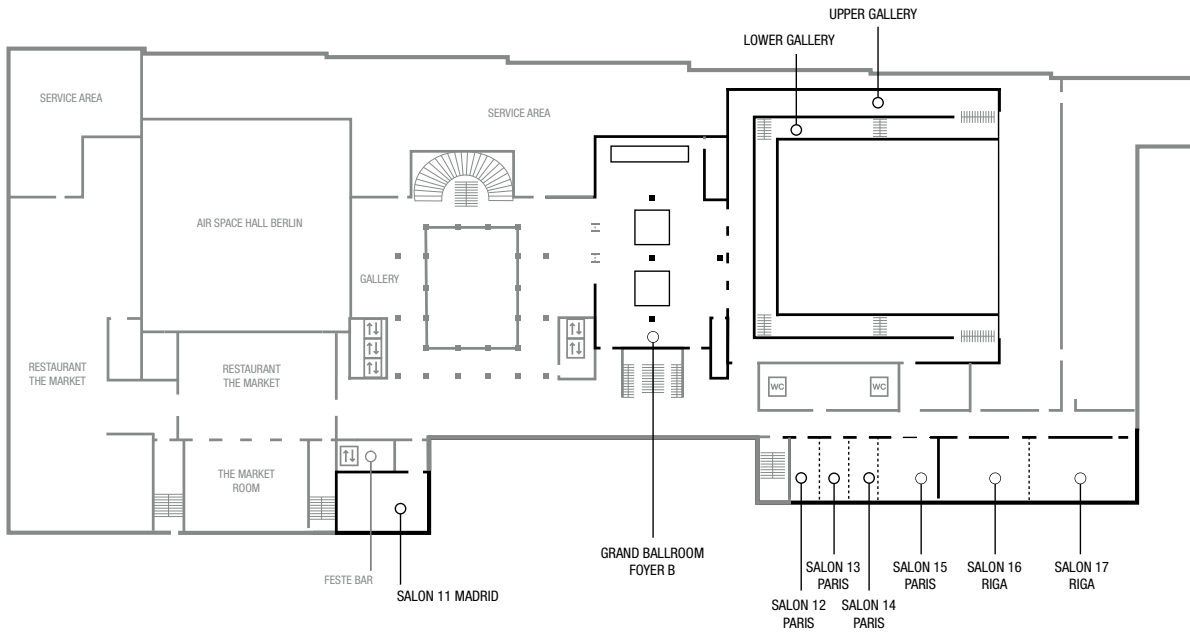 UPPER GALLERY
LOWER GALLERY
SERVICE AREA
SERVICE AREA
AIR SPACE HALL BERLIN
GALLERY
RESTAURANT
THE MARKET
RESTAURANT
THE MARKET
WC
WC
THE MARKET
ROOM
FESTE BAR
SALON 11 MADRID
GRAND BALLROOM
FOYER B
SALON 12
PARIS
SALON 13
PARIS
SALON 14
PARIS
SALON 15
PARIS
SALON 16
RIGA
SALON 17
RIGA